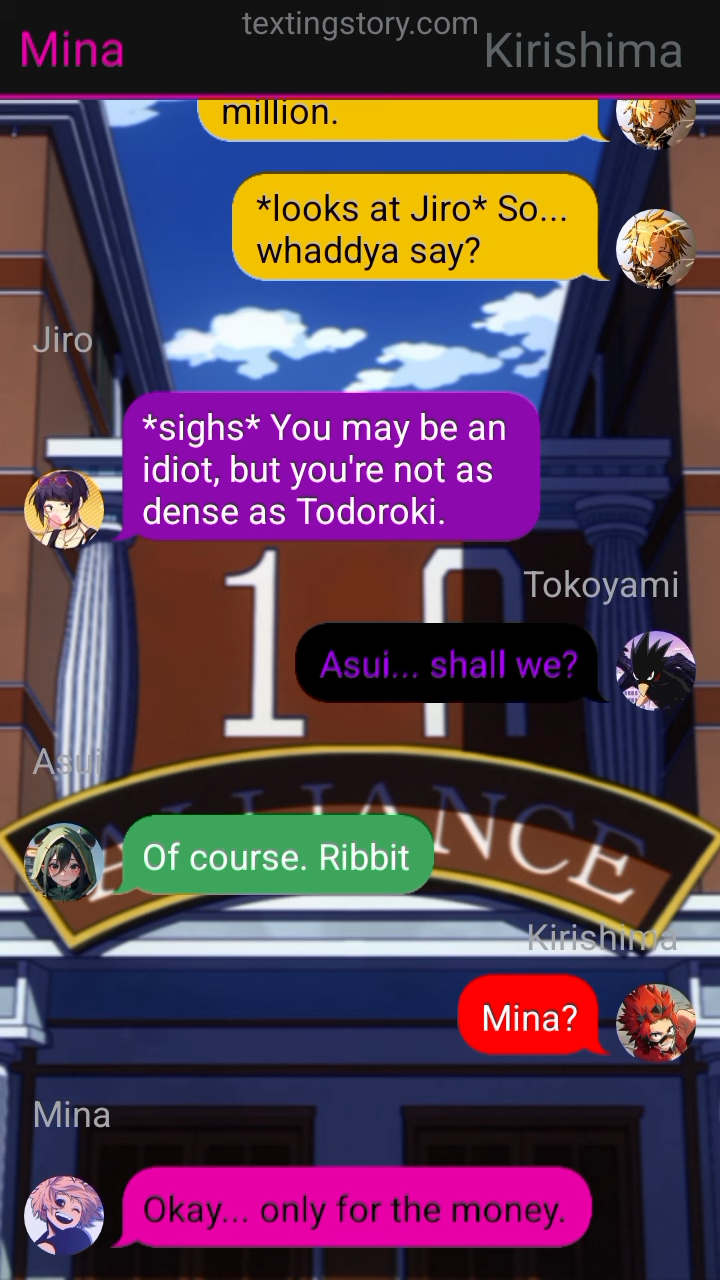 textingstory.com
Mina
Kirishima
million.
*looks at Jiro* So...
whaddya say?
Jiro
*sighs* You may be an
idiot, but you're not as
dense as Todoroki.
Tokoyami
Asui... shall we?
Asui
Of course. Ribbit
Kirishima
Mina?
Mina
Okay... only for the money.
1
ALLIANCE